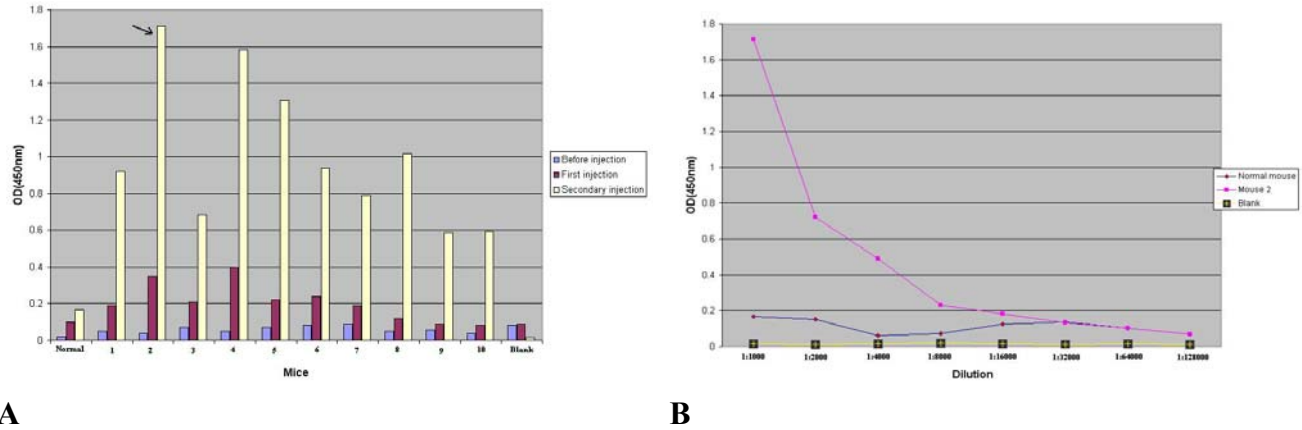 1.8
1.6
1.4
1.2
1
0.8
0.6
0.4
0.2
0
OD(450nm)
Normal 1 2 3 4 5 6 7 8 9 10 Blank
Mice
Before injection
First injection
Secondary injection
A
1.8
1.6
1.4
1.2
1
0.8
0.6
0.4
0.2
0
OD(450nm)
1:1000 1:2000 1:4000 1:8000 1:16000 1:32000 1:64000 1:128000
Dilution
Normal mouse
Mouse 2
Blank
B